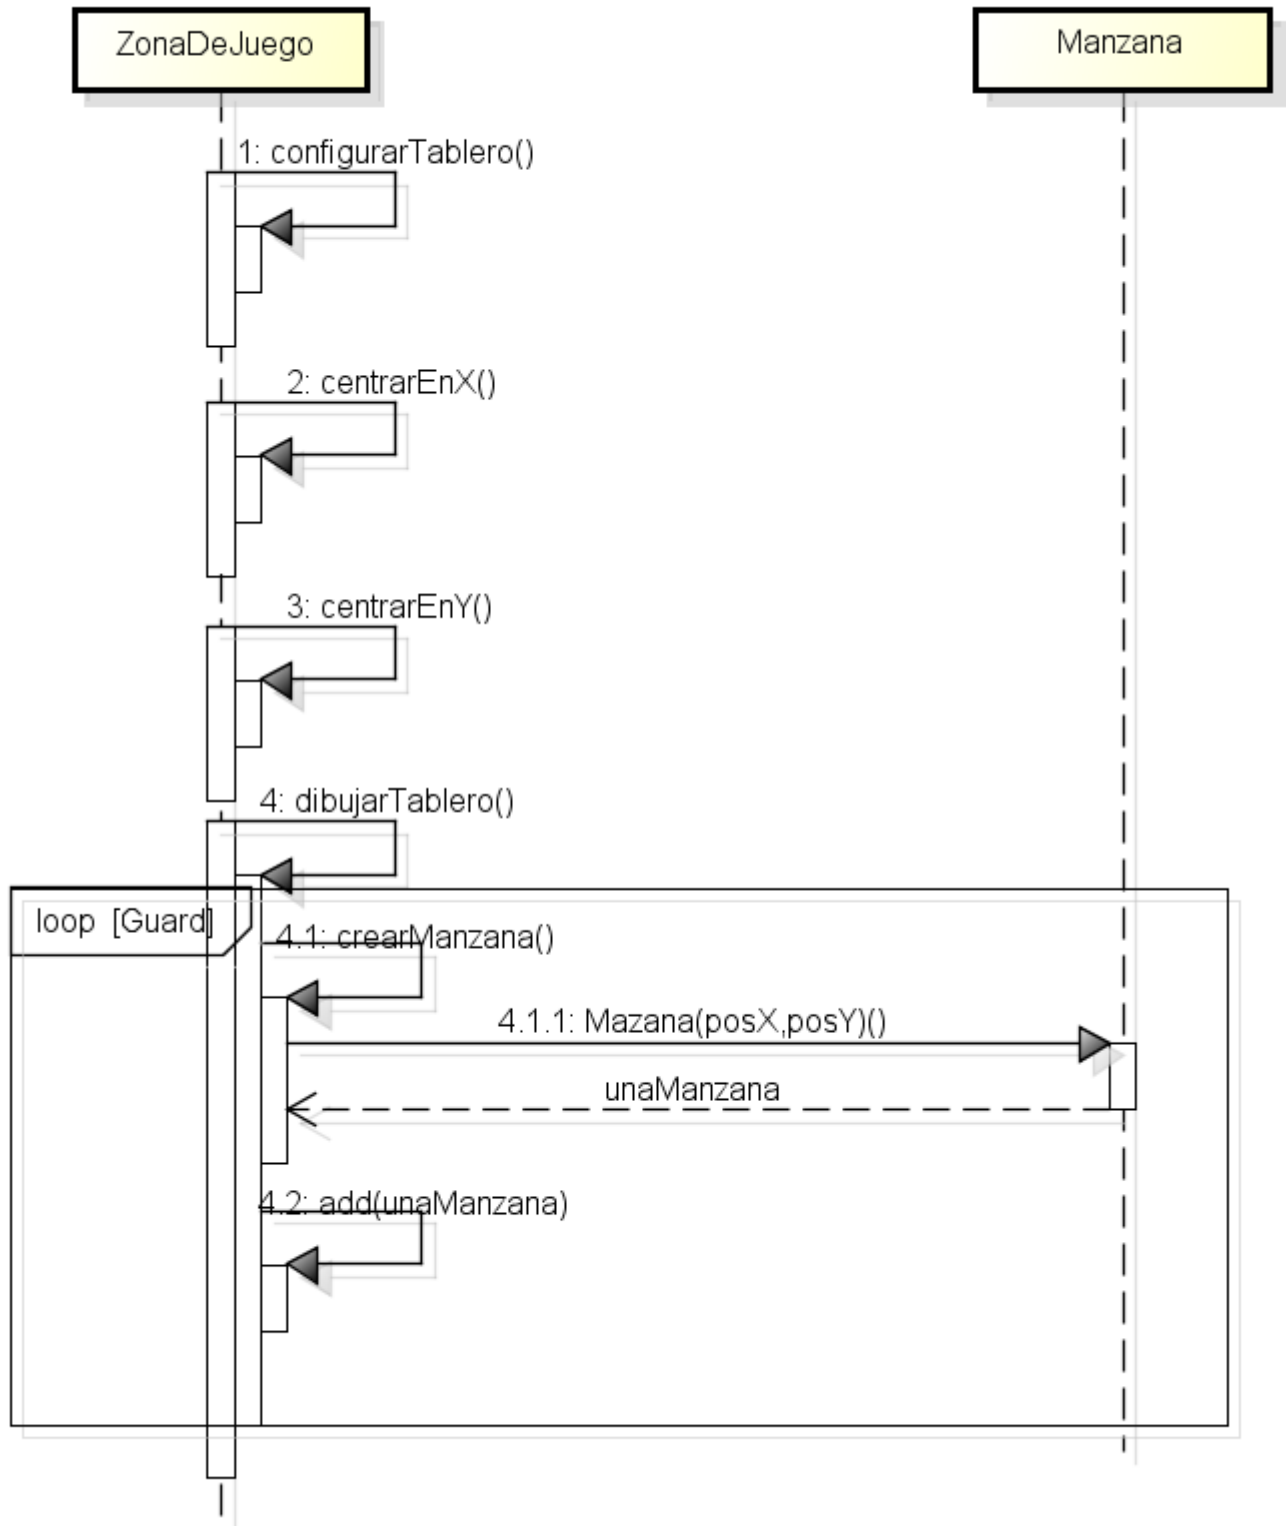 ZonaDeJuego
Manzana
1: configurarTablero()
2: centrarEnX()
3: centrarEnY()
4: dibujarTablero()
loop [Guard]
4.1: crearManzana()
4.1.1: Mazana(posX,posY)()
unaManzana
4.2: add(unaManzana)